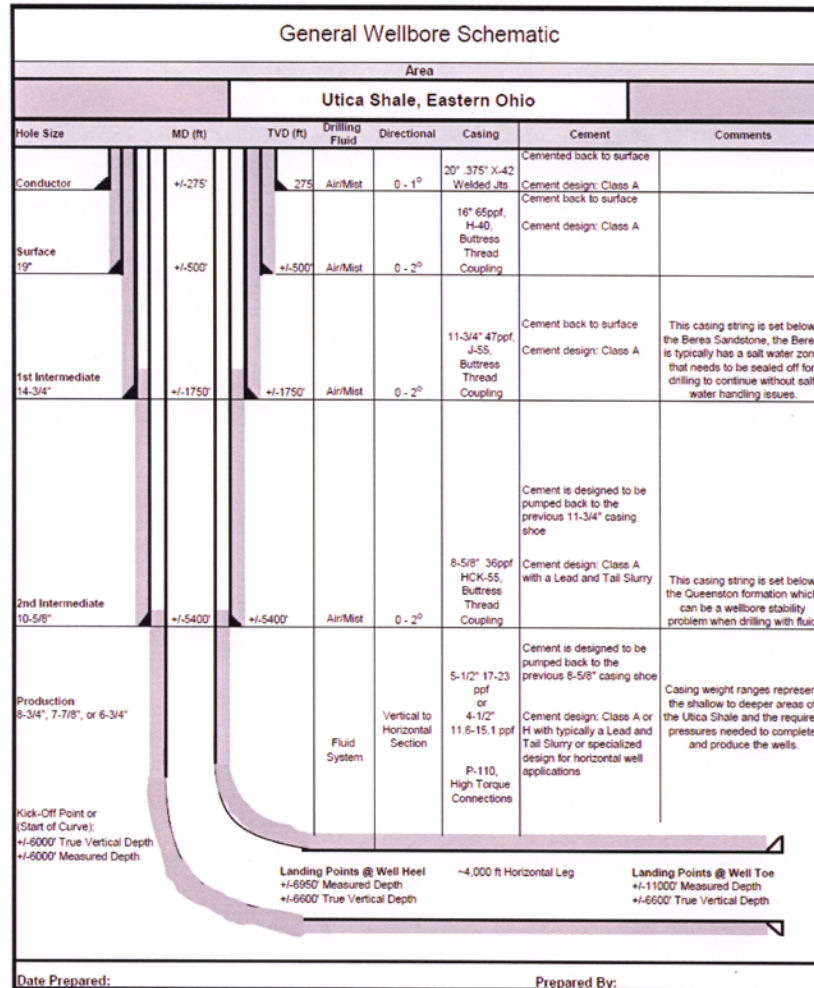 General Wellbore Schematic
Area
Utica Shale, Eastern Ohio
Hole Size MD (ft) TVD (ft) Drilling Fluid Directional Casing Cement Comments
Conductor
+/-275'
275
Air/Mist
0 - 1°
20" .375" X-42
Welded Jts
Cemented back to surface
Cement design: Class A
Surface
19"
+/-500'
+/-500'
Air/Mist
0 - 2°
16" 65ppf,
H-40,
Buttress
Thread
Coupling
Cement back to surface
Cement design: Class A
1st Intermediate
14-3/4"
+/-1750'
+/-1750'
Air/Mist
0 - 2°
11-3/4" 47ppf,
J-55,
Buttress
Thread
Coupling
Cement back to surface
Cement design: Class A
This casing string is set below
the Berea Sandstone, the Bere
is typically has a salt water zon
that needs to be sealed off for
drilling to continue without salt
water handling issues.
2nd Intermediate
10-5/8"
+/-5400'
+/-5400'
Air/Mist
0 - 2°
8-5/8" 36ppf
HCK-55,
Buttress
Thread
Coupling
Cement is designed to be
pumped back to the
previous 11-3/4" casing
shoe
Cement design: Class A
with a Lead and Tail Slurry
This casing string is set below
the Queenston formation which
can be a wellbore stability
problem when drilling with fluid
Production
8-3/4", 7-7/8", or 6-3/4"
Fluid
System
Vertical to
Horizontal
Section
5-1/2" 17-23
ppf
or
4-1/2"
11.6-15.1 ppf
P-110,
High Torque
Connections
Cement is designed to be
pumped back to the
previous 8-5/8" casing shoe
Cement design: Class A or
H with typically a Lead and
Tail Slurry or specialized
design for horizontal well
applications
Casing weight ranges represen
the shallow to deeper areas of
the Utica Shale and the require
pressures needed to complete
and produce the wells.
Kick-Off Point or
(Start of Curve):
+/-6000' True Vertical Depth
+/-6000' Measured Depth
Landing Points @ Well Heel
+/-6950' Measured Depth
+/-6600' True Vertical Depth
~4,000 ft Horizontal Leg
Landing Points @ Well Toe
+/-11000' Measured Depth
+/-6600' True Vertical Depth
Date Prepared:
Prepared By: